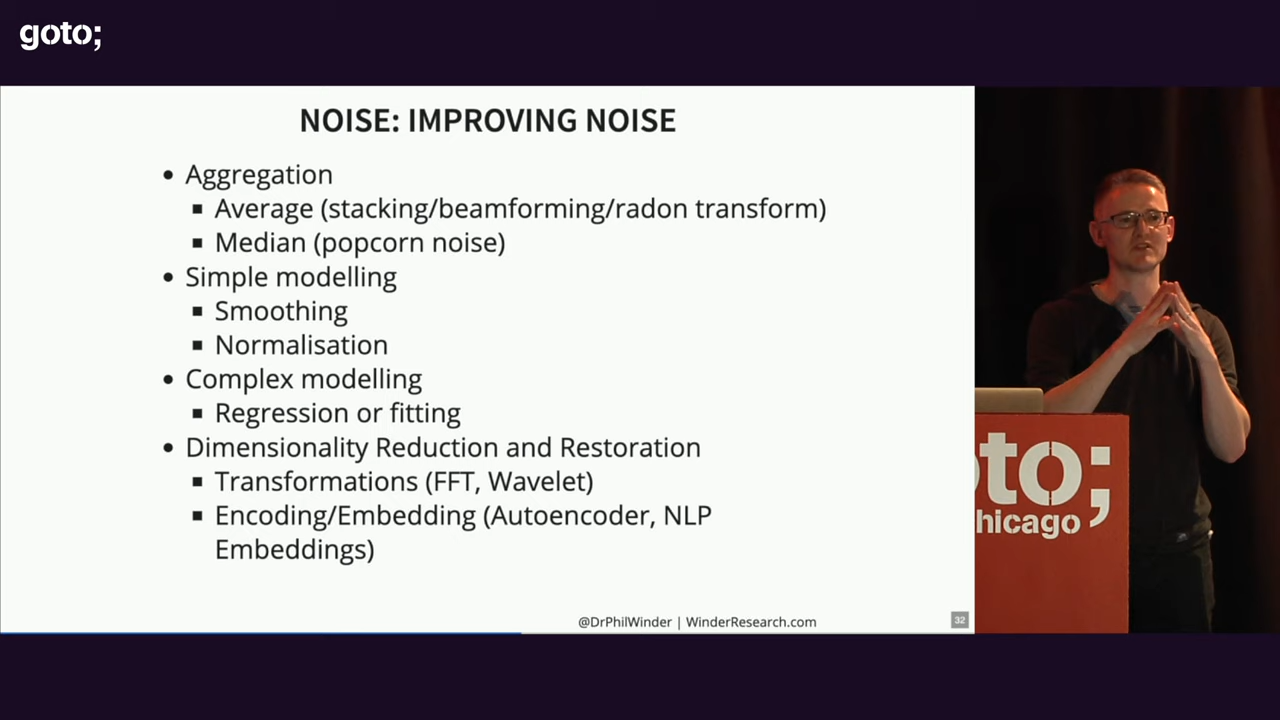 goto;
NOISE: IMPROVING NOISE
• Aggregation
▪ Average (stacking/beamforming/radon transform)
▪ Median (popcorn noise)
• Simple modelling
▪ Smoothing
▪ Normalisation
• Complex modelling
▪ Regression or fitting
• Dimensionality Reduction and Restoration
▪ Transformations (FFT, Wavelet)
▪ Encoding/Embedding (Autoencoder, NLP
Embeddings)
@DrPhilWinder | WinderResearch.com
32
to;
hicago